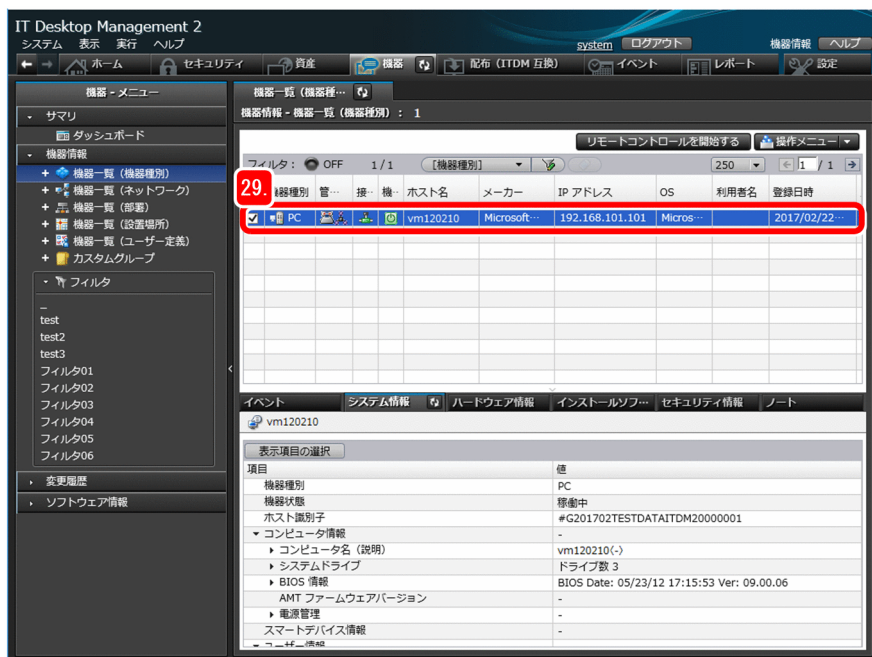 IT Desktop Management 2
システム 表示 実行 ヘルプ
system ログアウト 機器情報 ヘルプ
ホーム セキュリティ 資産 機器 配布 (ITDM 互換) イベント レポート 設定
機器 - メニュー
サマリ
ダッシュボード
機器情報
機器一覧 (機器種別)
機器一覧 (ネットワーク)
機器一覧 (部署)
機器一覧 (設置場所)
機器一覧 (ユーザー定義)
カスタムグループ
フィルタ
_
test
test2
test3
フィルタ01
フィルタ02
フィルタ03
フィルタ04
フィルタ05
フィルタ06
変更履歴
ソフトウェア情報
機器一覧 (機器種…
機器情報 - 機器一覧 (機器種別) : 1
リモートコントロールを開始する 操作メニュー
フィルタ: OFF 1/1 [機器種別] 250 1 / 1
29.
機器種別 管… 接… 機… ホスト名 メーカー IP アドレス OS 利用者名 登録日時
PC vm120210 Microsoft… 192.168.101.101 Micros… 2017/02/22…
イベント システム情報 ハードウェア情報 インストールソフ… セキュリティ情報 ノート
vm120210
表示項目の選択
項目 値
機器種別 PC
機器状態 稼働中
ホスト識別子 #G201702TESTDATAITDM20000001
コンピュータ情報 -
コンピュータ名 (説明) vm120210(-)
システムドライブ ドライブ数 3
BIOS 情報 BIOS Date: 05/23/12 17:15:53 Ver: 09.00.06
AMT ファームウェアバージョン -
電源管理 -
スマートデバイス情報 -
ユーザー情報